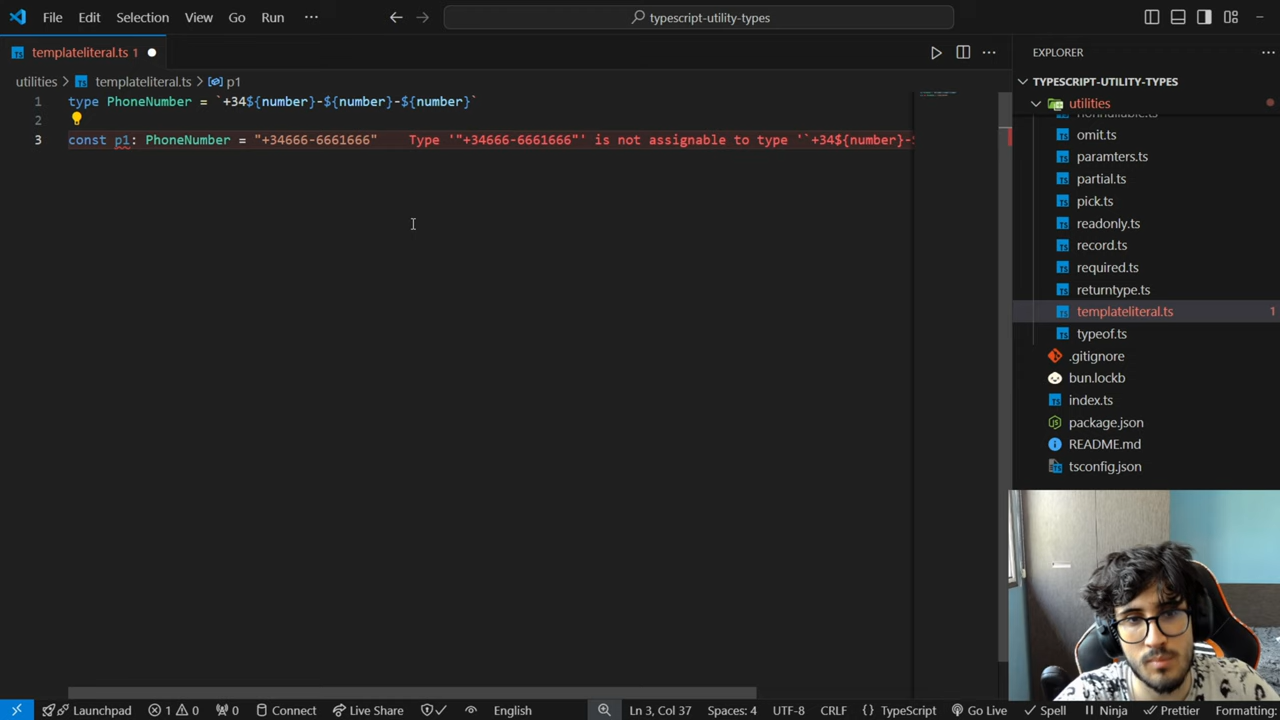 File Edit Selection View Go Run ··· typescript-utility-types
templateliteral.ts 1
EXPLORER
utilities > templateliteral.ts > p1
TYPESCRIPT-UTILITY-TYPES
1 type PhoneNumber = `+34${number}-${number}-${number}`
utilities
2
3 const p1: PhoneNumber = "+34666-6661666" Type '"+34666-6661666"' is not assignable to type '`+34${number}-$
nonnullable.ts
omit.ts
paramters.ts
partial.ts
pick.ts
readonly.ts
record.ts
required.ts
returntype.ts
templateliteral.ts 1
typeof.ts
.gitignore
bun.lockb
index.ts
package.json
README.md
tsconfig.json
Launchpad 1 0 0 Connect Live Share English Ln 3, Col 37 Spaces: 4 UTF-8 CRLF {} TypeScript Go Live Spell Ninja Prettier Formatting: